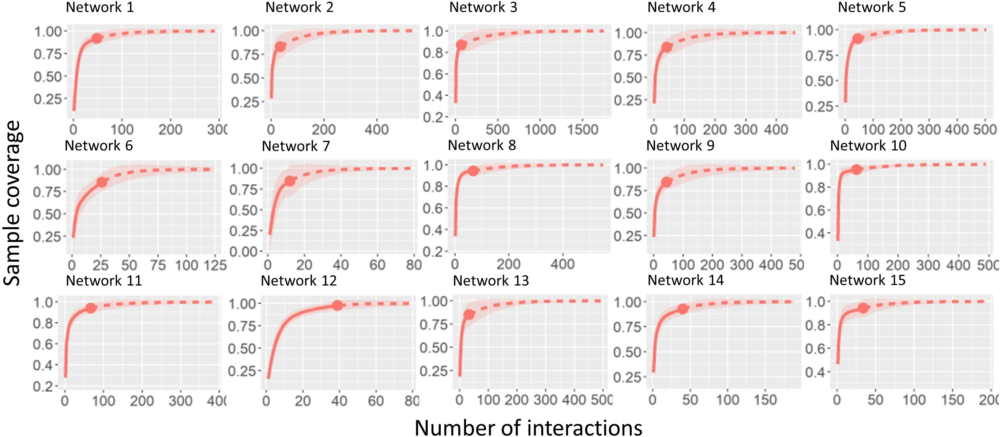 Network 1 Network 2 Network 3 Network 4 Network 5
1.00 1.00 1.0 1.00 1.00
0.75 0.75 0.8 0.75 0.75
0.50 0.50 0.6 0.50 0.50
0.25 0.25 0.4 0.25 0.25
0.2
0 100 200 300 0 200 400 0 500 1000 1500 0 100 200 300 400 0 100 200 300 400 500
Network 6 Network 7 Network 8 Network 9 Network 10
1.00 1.00 1.0 1.00 1.0
0.75 0.75 0.8 0.75 0.8
0.50 0.50 0.6 0.50 0.6
0.25 0.25 0.4 0.25 0.4
0.00 0.2
0 25 50 75 100 125 0 20 40 60 80 0 200 400 0 100 200 300 400 50 0 100 200 300 400 500
Network 11 Network 12 Network 13 Network 14 Network 15
1.0 1.00 1.00 1.00 1.0
0.8 0.75 0.75 0.75 0.8
0.6 0.50 0.50 0.50 0.6
0.4 0.25 0.25 0.25 0.4
0.2
0 100 200 300 400 0 20 40 60 80 0 100 200 300 400 500 0 50 100 150 0 50 100 150 200
Sample coverage
Number of interactions